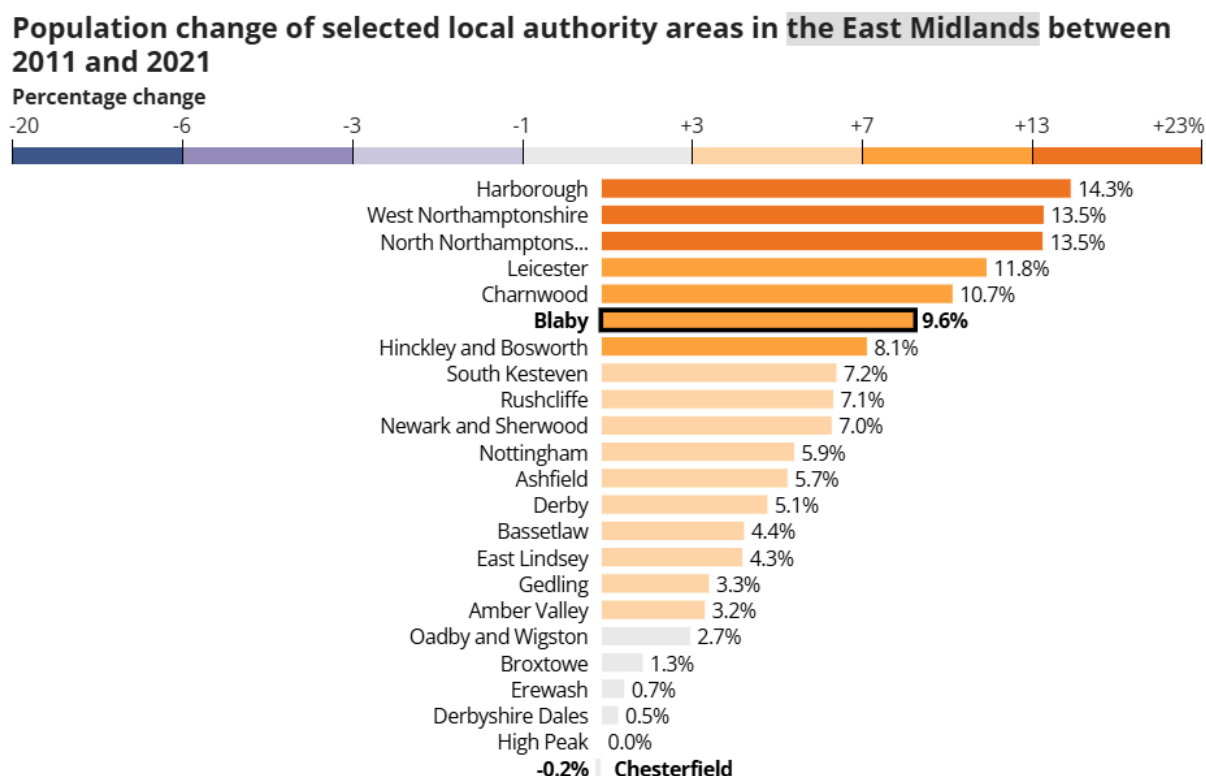 Population change of selected local authority areas in the East Midlands between
2011 and 2021
Percentage change
-20 -6 -3 -1 +3 +7 +13 +23%
Harborough 14.3%
West Northamptonshire 13.5%
North Northamptons... 13.5%
Leicester 11.8%
Charnwood 10.7%
Blaby 9.6%
Hinckley and Bosworth 8.1%
South Kesteven 7.2%
Rushcliffe 7.1%
Newark and Sherwood 7.0%
Nottingham 5.9%
Ashfield 5.7%
Derby 5.1%
Bassetlaw 4.4%
East Lindsey 4.3%
Gedling 3.3%
Amber Valley 3.2%
Oadby and Wigston 2.7%
Broxtowe 1.3%
Erewash 0.7%
Derbyshire Dales 0.5%
High Peak 0.0%
-0.2% Chesterfield